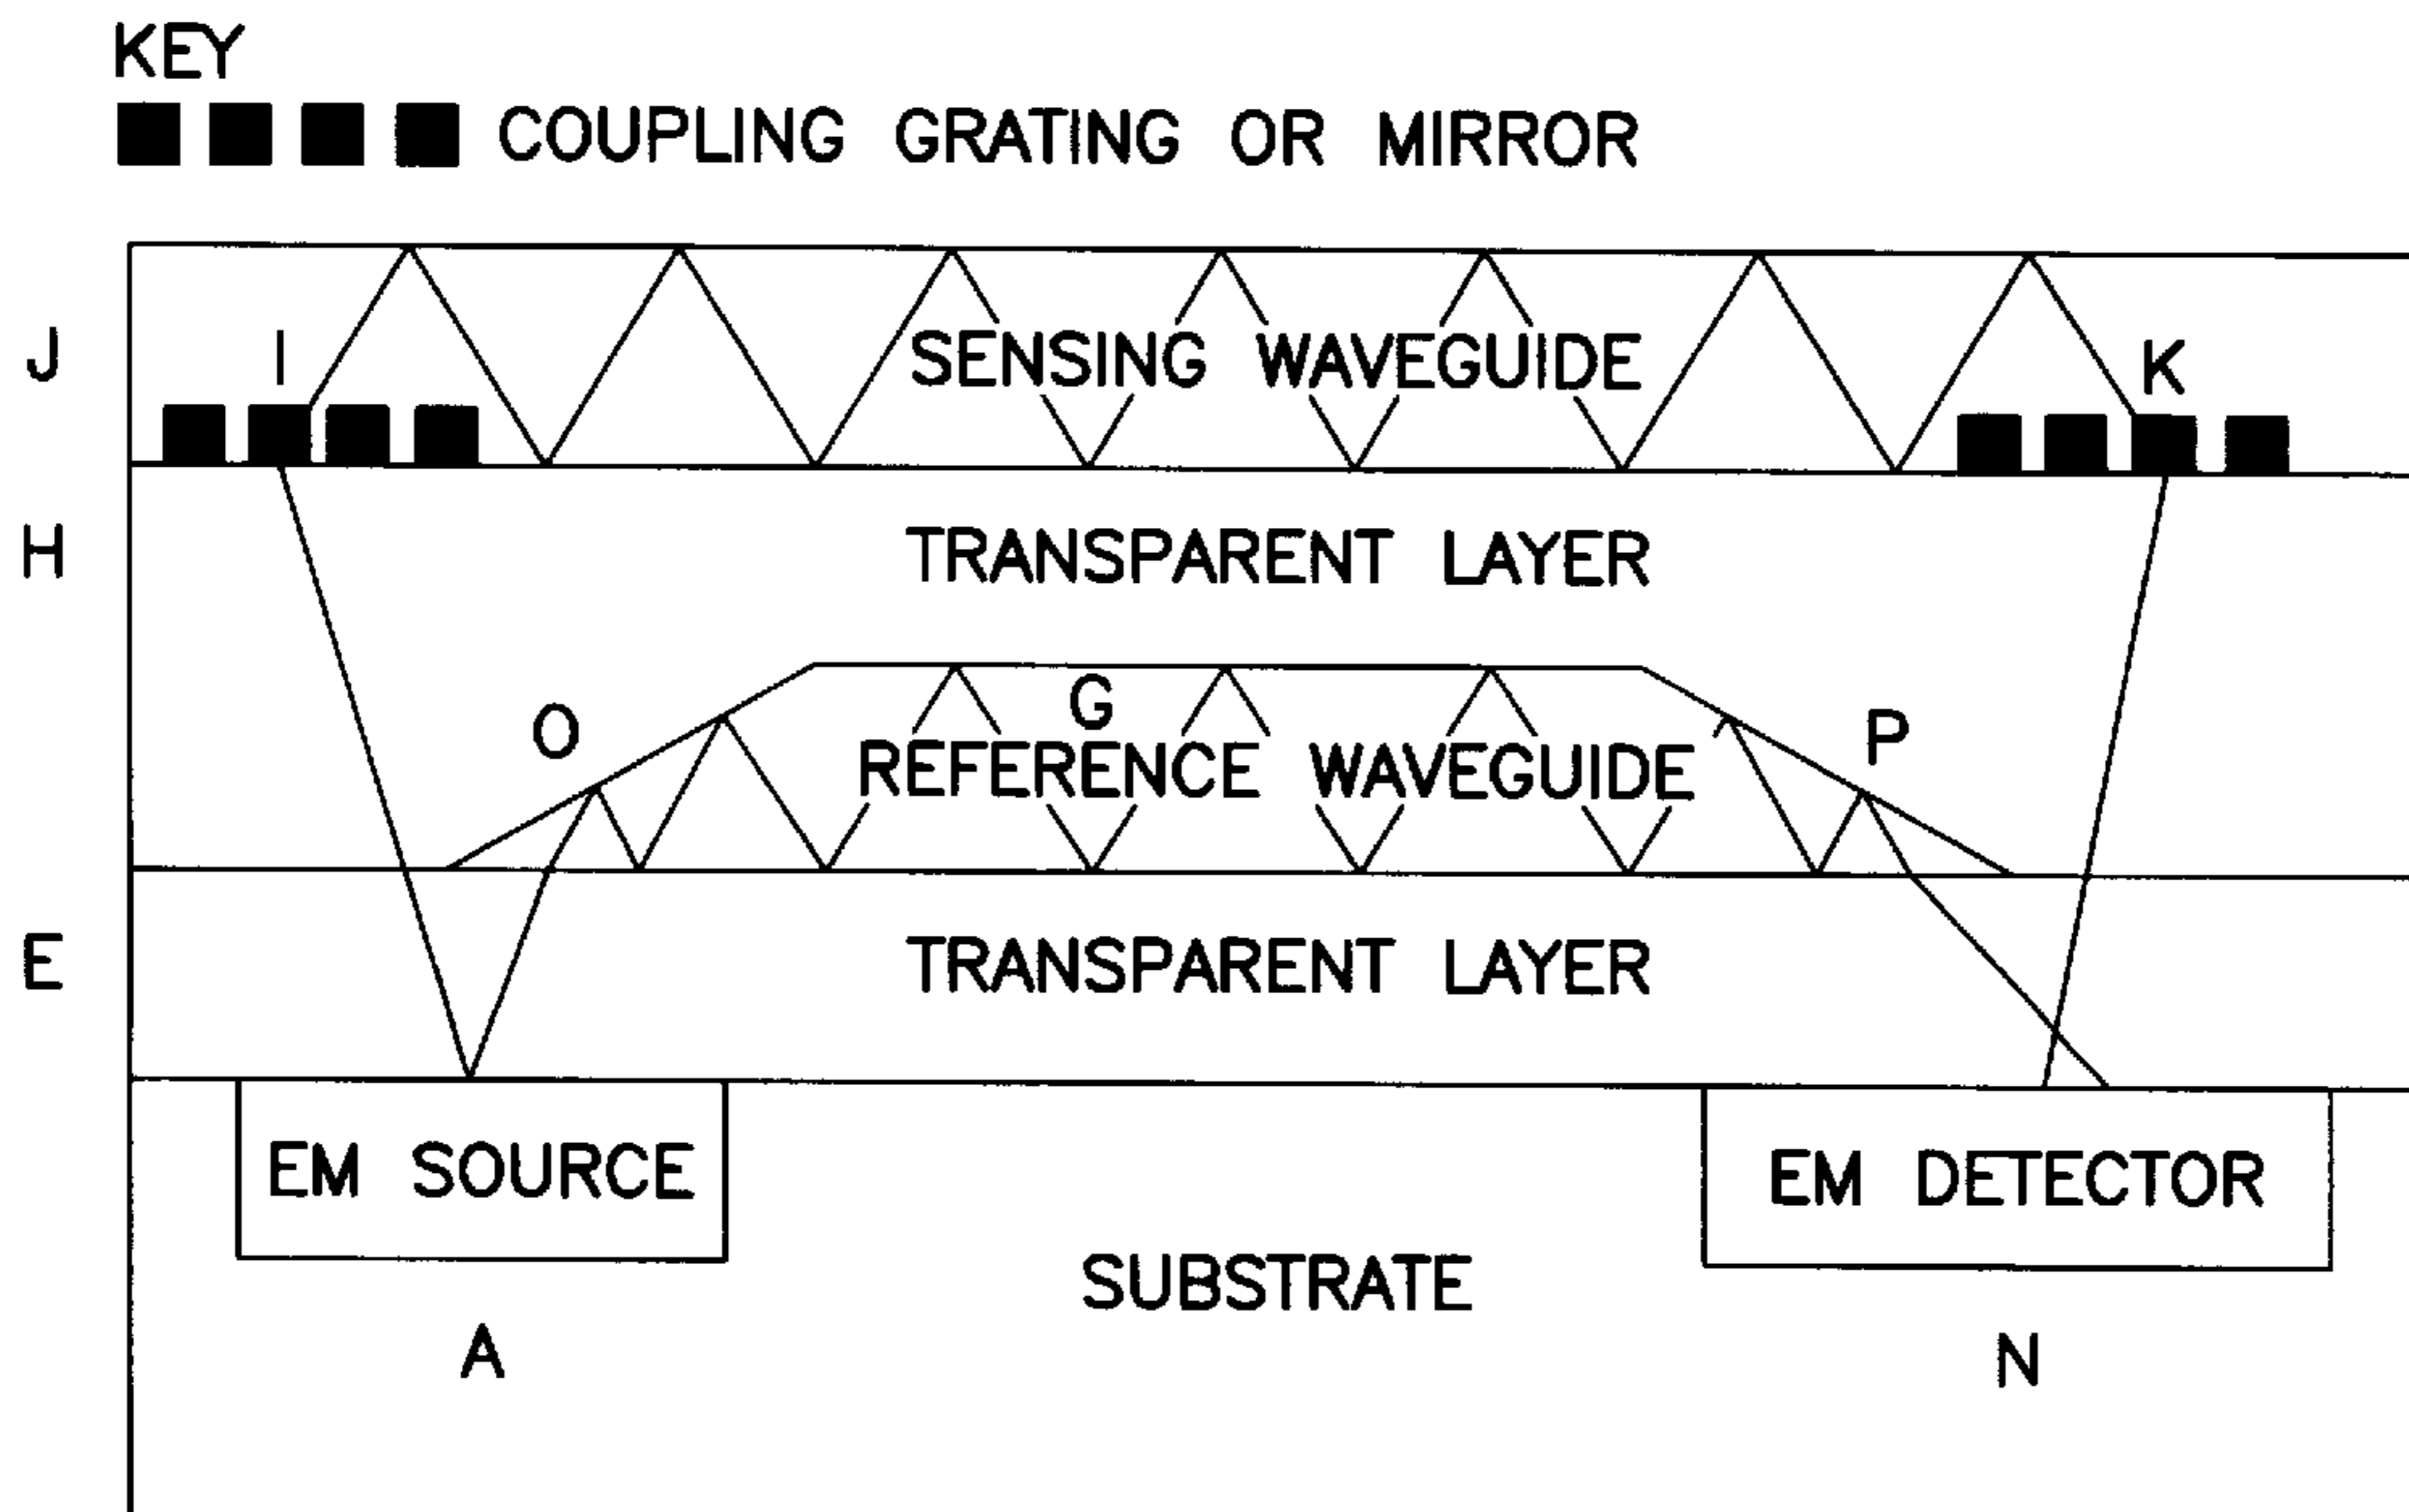 KEY
COUPLING GRATING OR MIRROR
J
I
SENSING WAVEGUIDE
K
H
TRANSPARENT LAYER
O
G
P
REFERENCE WAVEGUIDE
E
TRANSPARENT LAYER
EM SOURCE
EM DETECTOR
SUBSTRATE
A
N